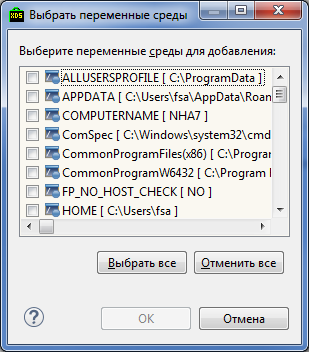 XDS
Выбрать переменные среды
Выберите переменные среды для добавления:
ALLUSERSPROFILE [ C:\ProgramData ]
APPDATA [ C:\Users\fsa\AppData\Roan
COMPUTERNAME [ NHA7 ]
ComSpec [ C:\Windows\system32\cmd
CommonProgramFiles(x86) [ C:\Program
CommonProgramW6432 [ C:\Program
FP_NO_HOST_CHECK [ NO ]
HOME [ C:\Users\fsa ]
Выбрать все
Отменить все
?
OK
Отмена